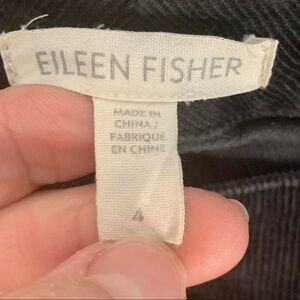 EILEEN FISHER
MADE IN
CHINA /
FABRIQUÉ
EN CHINE
4